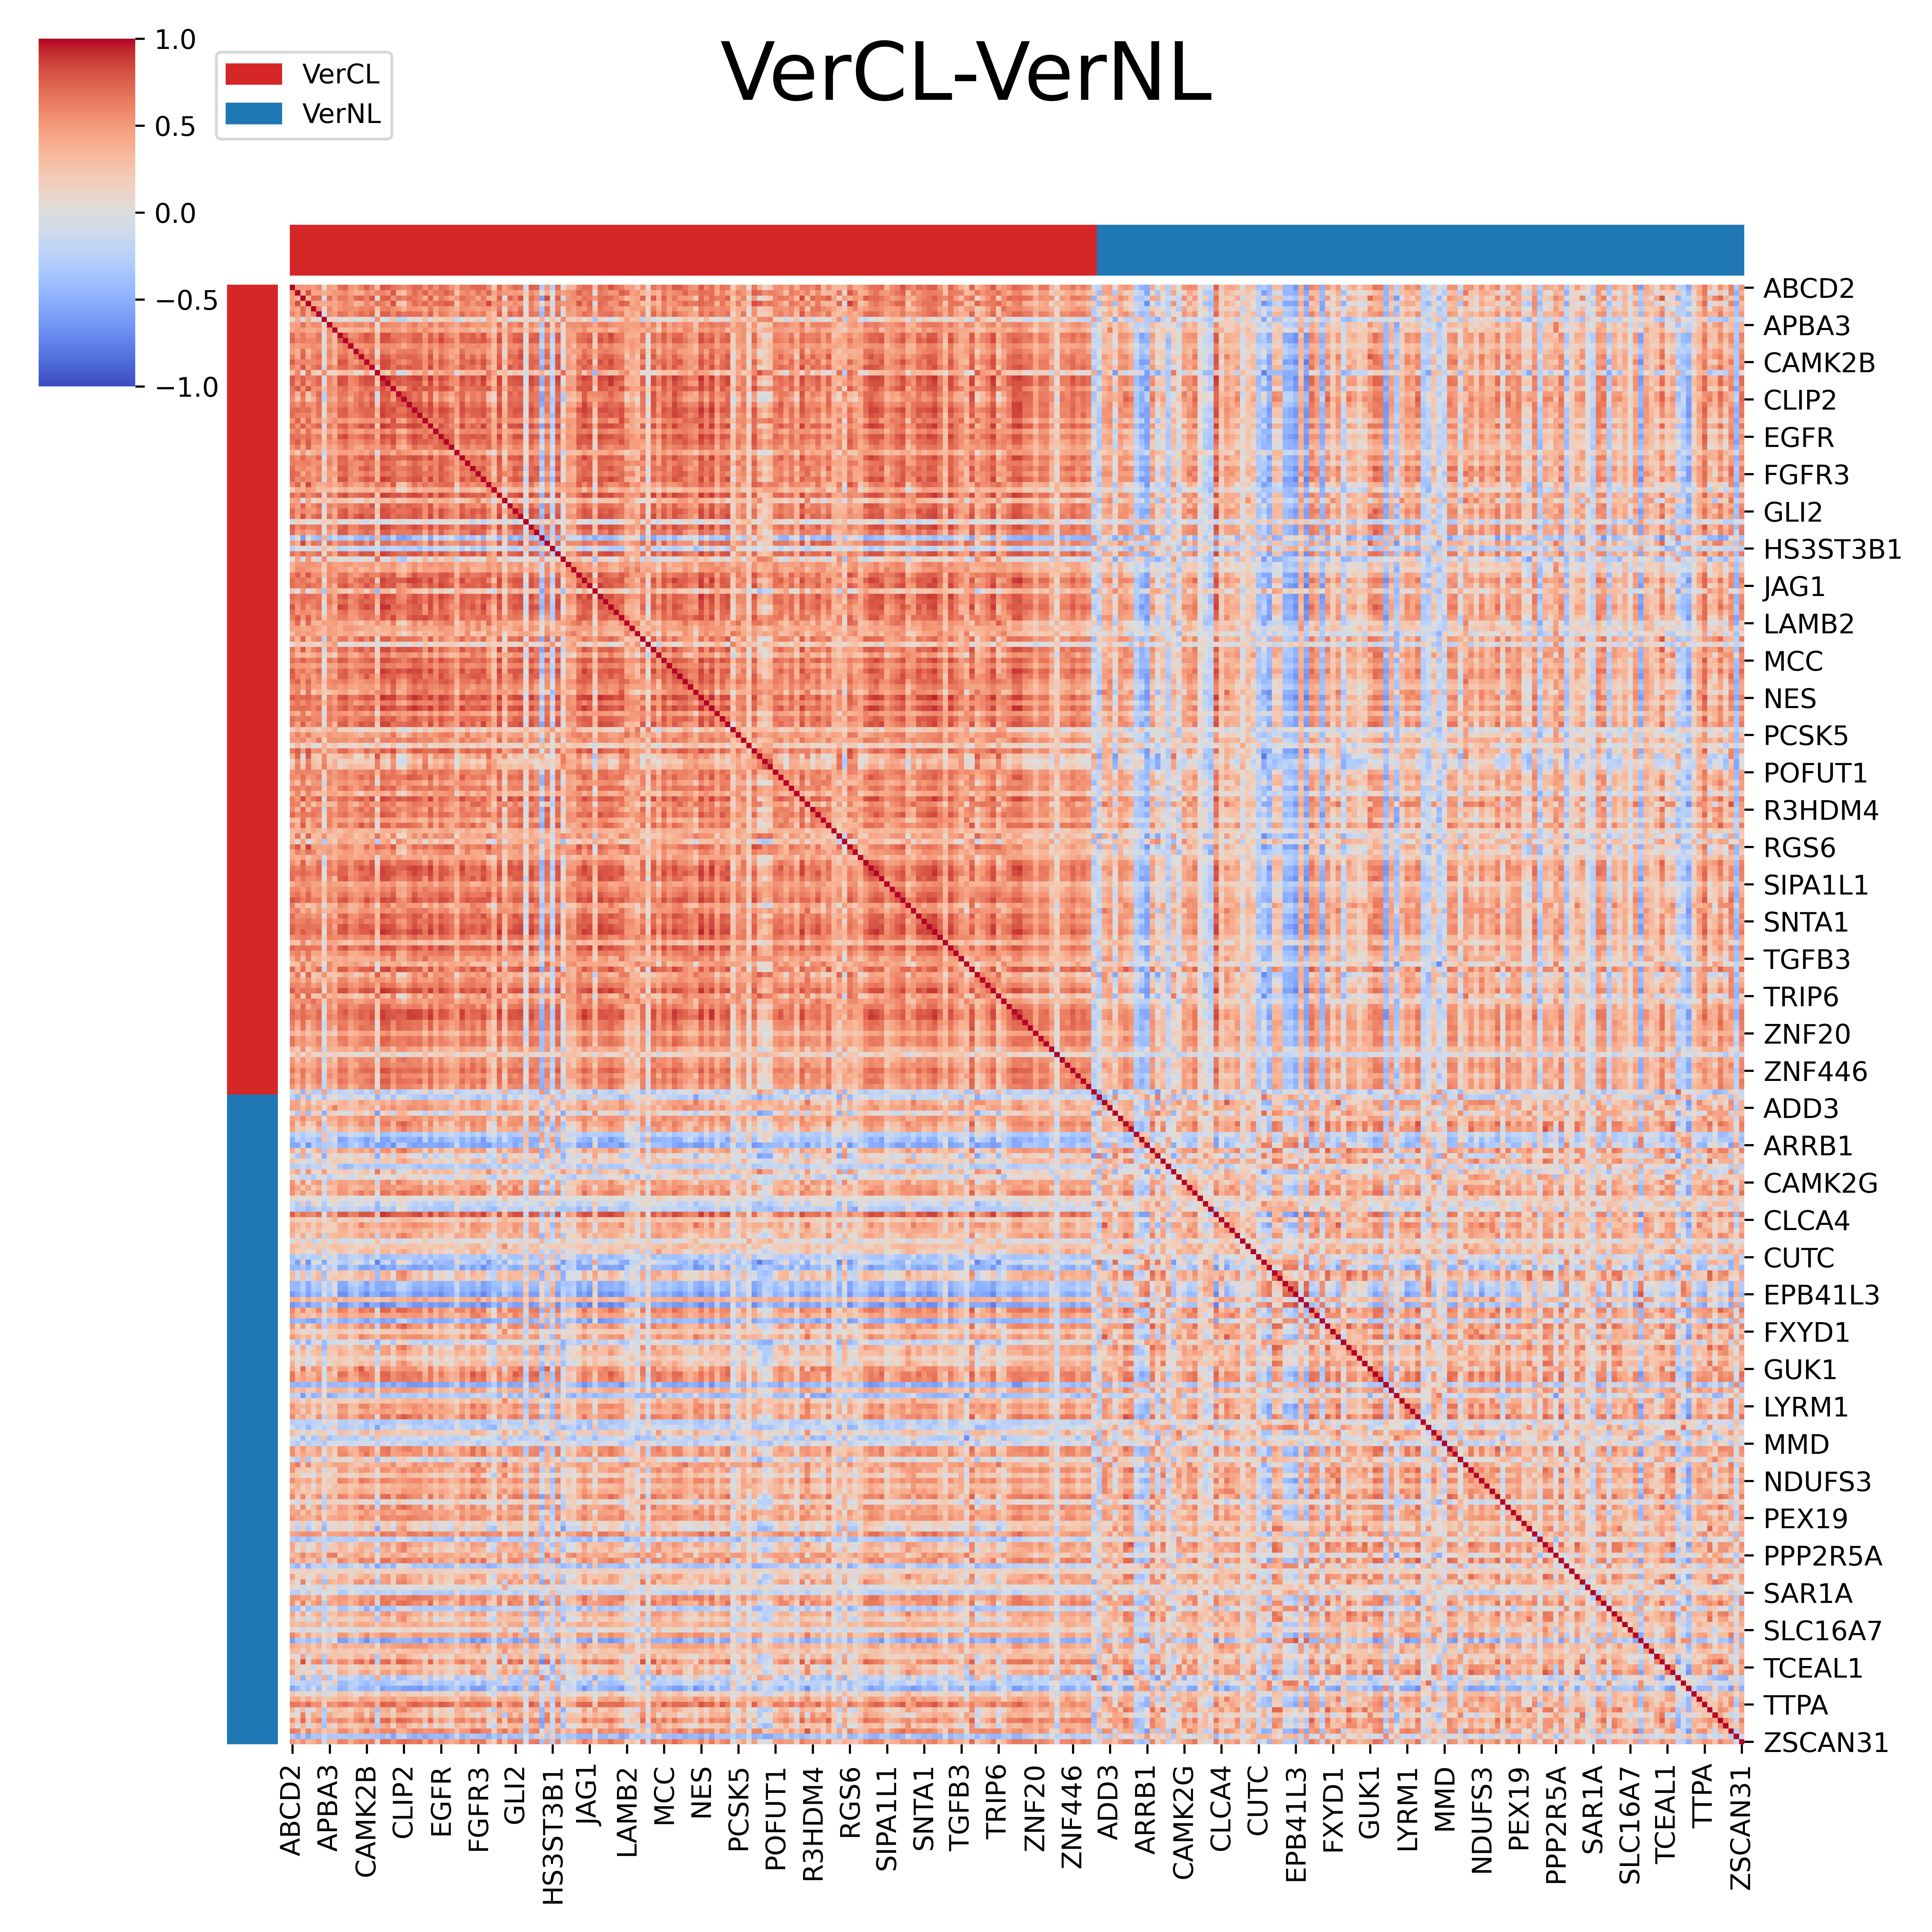 VerCL-VerNL
1.0
0.5
0.0
−0.5
−1.0
VerCL
VerNL
ABCD2
APBA3
CAMK2B
CLIP2
EGFR
FGFR3
GLI2
HS3ST3B1
JAG1
LAMB2
MCC
NES
PCSK5
POFUT1
R3HDM4
RGS6
SIPA1L1
SNTA1
TGFB3
TRIP6
ZNF20
ZNF446
ADD3
ARRB1
CAMK2G
CLCA4
CUTC
EPB41L3
FXYD1
GUK1
LYRM1
MMD
NDUFS3
PEX19
PPP2R5A
SAR1A
SLC16A7
TCEAL1
TTPA
ZSCAN31
ABCD2
APBA3
CAMK2B
CLIP2
EGFR
FGFR3
GLI2
HS3ST3B1
JAG1
LAMB2
MCC
NES
PCSK5
POFUT1
R3HDM4
RGS6
SIPA1L1
SNTA1
TGFB3
TRIP6
ZNF20
ZNF446
ADD3
ARRB1
CAMK2G
CLCA4
CUTC
EPB41L3
FXYD1
GUK1
LYRM1
MMD
NDUFS3
PEX19
PPP2R5A
SAR1A
SLC16A7
TCEAL1
TTPA
ZSCAN31